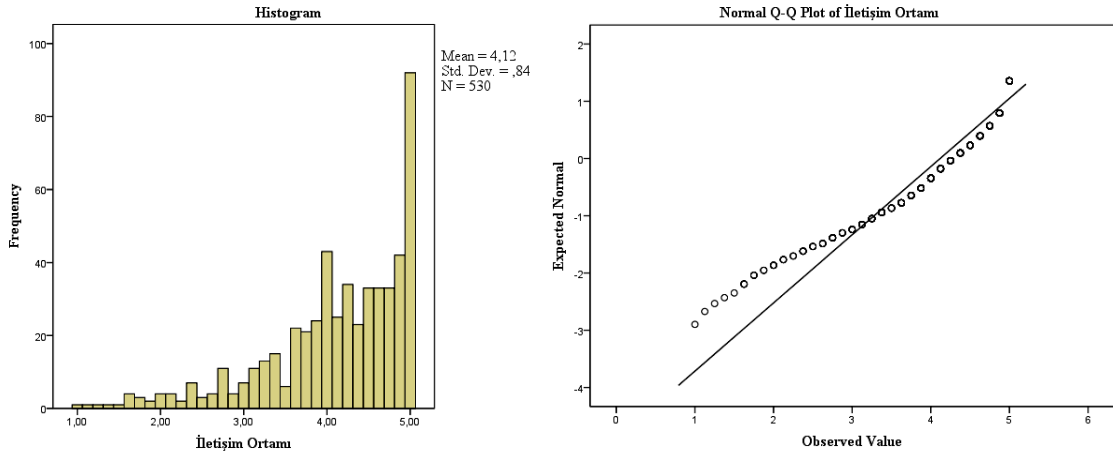 Histogram
Mean = 4,12
Std. Dev. = ,84
N = 530
100
80
60
40
20
0
Frequency
1,00 2,00 3,00 4,00 5,00
İletişim Ortamı
Normal Q-Q Plot of İletişim Ortamı
2
1
0
-1
-2
-3
-4
Expected Normal
0 1 2 3 4 5 6
Observed Value